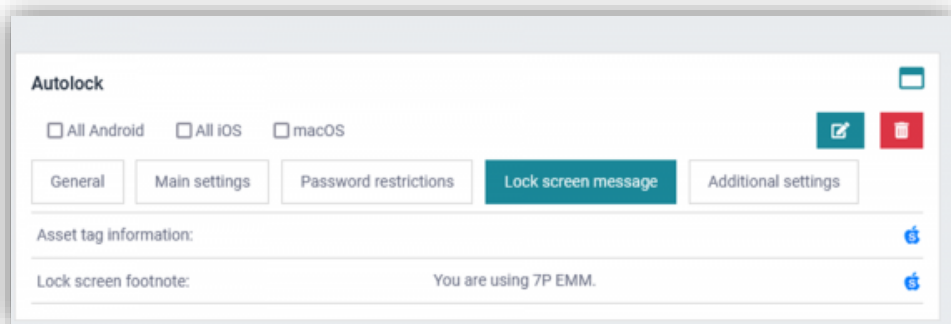 Autolock
All Android All iOS macOS
General Main settings Password restrictions Lock screen message Additional settings
Asset tag information:
Lock screen footnote: You are using 7P EMM.